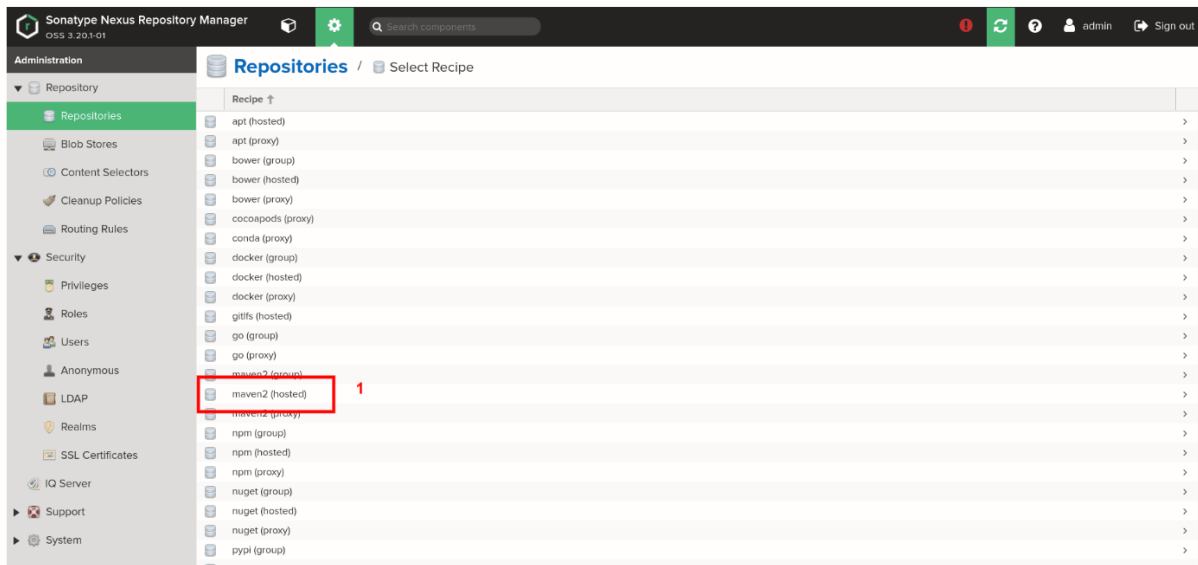 Sonatype Nexus Repository Manager
OSS 3.20.1-01
Search components
admin
Sign out
Administration
Repositories / Select Recipe
Repository
Repositories
Blob Stores
Content Selectors
Cleanup Policies
Routing Rules
Security
Privileges
Roles
Users
Anonymous
LDAP
Realms
SSL Certificates
IQ Server
Support
System
Recipe
apt (hosted)
apt (proxy)
bower (group)
bower (hosted)
bower (proxy)
cocoapods (proxy)
conda (proxy)
docker (group)
docker (hosted)
docker (proxy)
gitlfs (hosted)
go (group)
go (proxy)
maven2 (group)
maven2 (hosted)
1
maven2 (proxy)
npm (group)
npm (hosted)
npm (proxy)
nuget (group)
nuget (hosted)
nuget (proxy)
pypi (group)